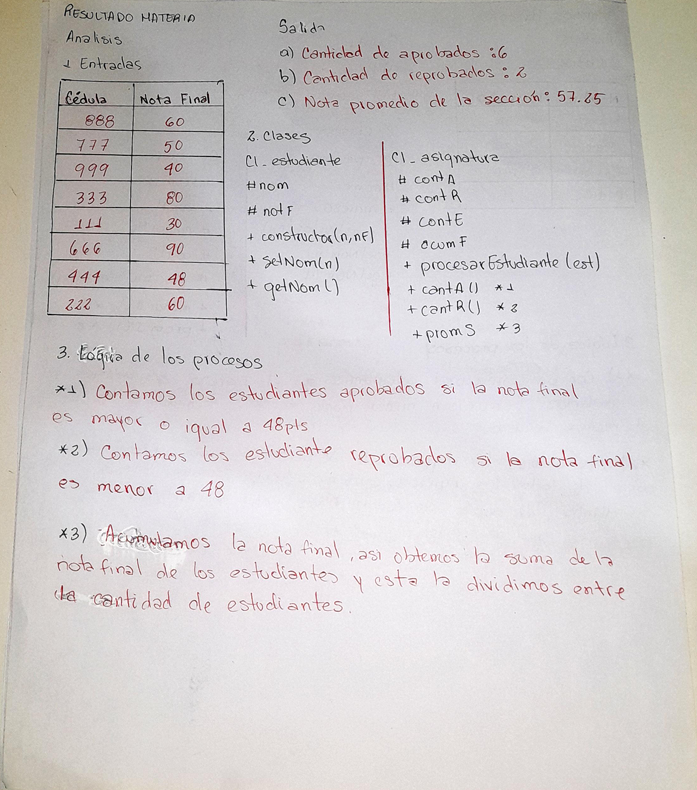 RESULTADO MATERIA
Analisis
1 Entradas
Cédula Nota Final
888 60
777 50
999 40
333 80
111 30
666 90
444 48
222 60
Salida
a) Cantidad de aprobados : 6
b) Cantidad de reprobados : 2
c) Nota promedio de la sección : 57.25
2. Clases
Cl_estudiante
#nom
# notF
+ constructor(n,nF)
+ setNom(n)
+ getNom()
Cl_asignatura
# contA
# contR
# contE
# acumF
+ procesarEstudiante(est)
+ cantA() *1
+ cantR() *2
+ promS *3
3. Lógica de los procesos
*1) Contamos los estudiantes aprobados si la nota final
es mayor o igual a 48pts
*2) Contamos los estudiante reprobados si la nota final
es menor a 48
*3) Acumulamos la nota final, asi obtemos la suma de la
nota final de los estudiantes y esta la dividimos entre
la cantidad de estudiantes.